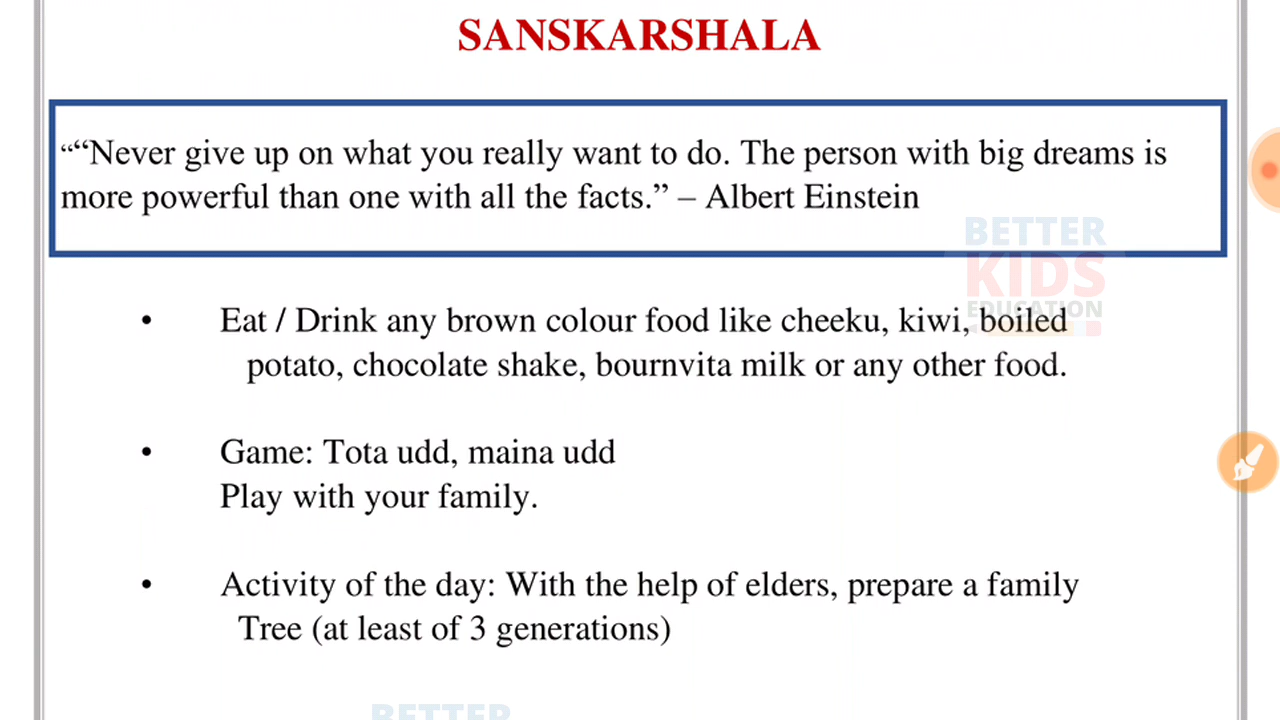 SANSKARSHALA
““Never give up on what you really want to do. The person with big dreams is
more powerful than one with all the facts.” – Albert Einstein
BETTER
KIDS
EDUCATION
• Eat / Drink any brown colour food like cheeku, kiwi, boiled
potato, chocolate shake, bournvita milk or any other food.
• Game: Tota udd, maina udd
Play with your family.
• Activity of the day: With the help of elders, prepare a family
Tree (at least of 3 generations)
BETTER